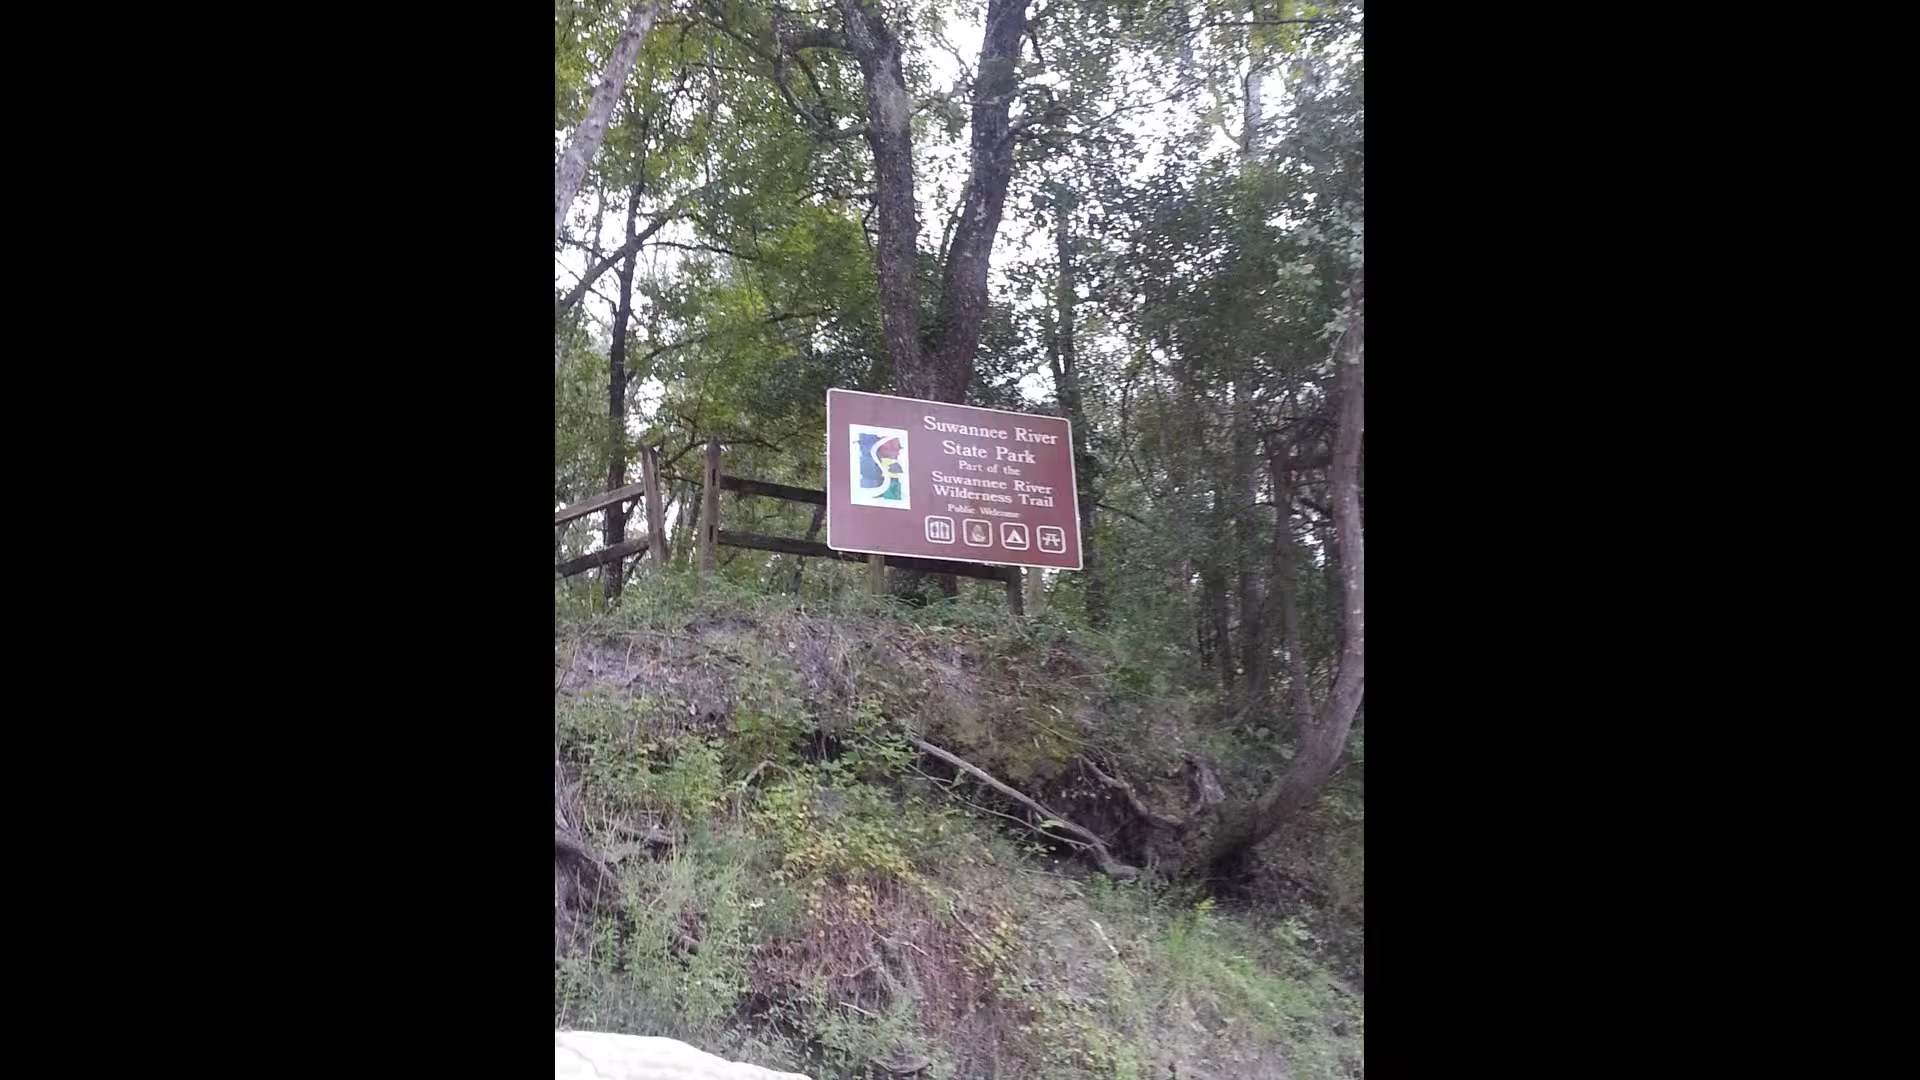 Suwannee River
State Park
Part of the
Suwannee River
Wilderness Trail
Public Welcome